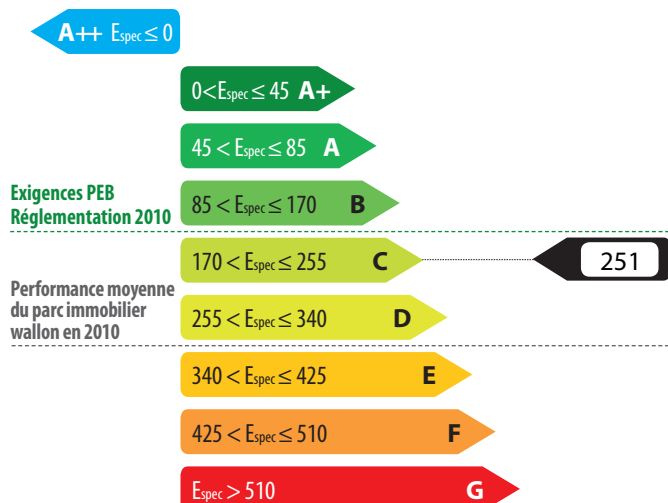 A++ Espec ≤ 0
0<Espec ≤ 45 A+
45 < Espec ≤ 85 A
Exigences PEB
Réglementation 2010
85 < Espec ≤ 170 B
170 < Espec ≤ 255 C
251
Performance moyenne
du parc immobilier
wallon en 2010
255 < Espec ≤ 340 D
340 < Espec ≤ 425 E
425 < Espec ≤ 510 F
Espec > 510 G